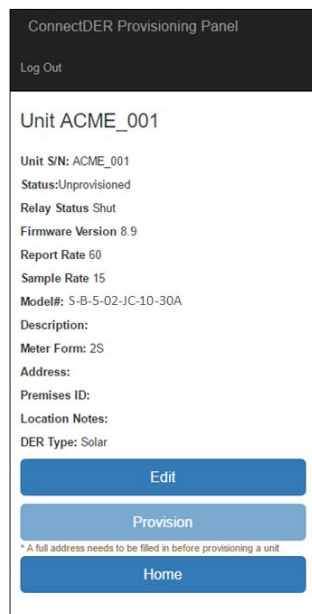 ConnectDER Provisioning Panel
Log Out
Unit ACME_001
Unit S/N: ACME_001
Status:Unprovisioned
Relay Status Shut
Firmware Version 8.9
Report Rate 60
Sample Rate 15
Model#: S-B-5-02-JC-10-30A
Description:
Meter Form: 2S
Address:
Premises ID:
Location Notes:
DER Type: Solar
Edit
Provision
* A full address needs to be filled in before provisioning a unit
Home